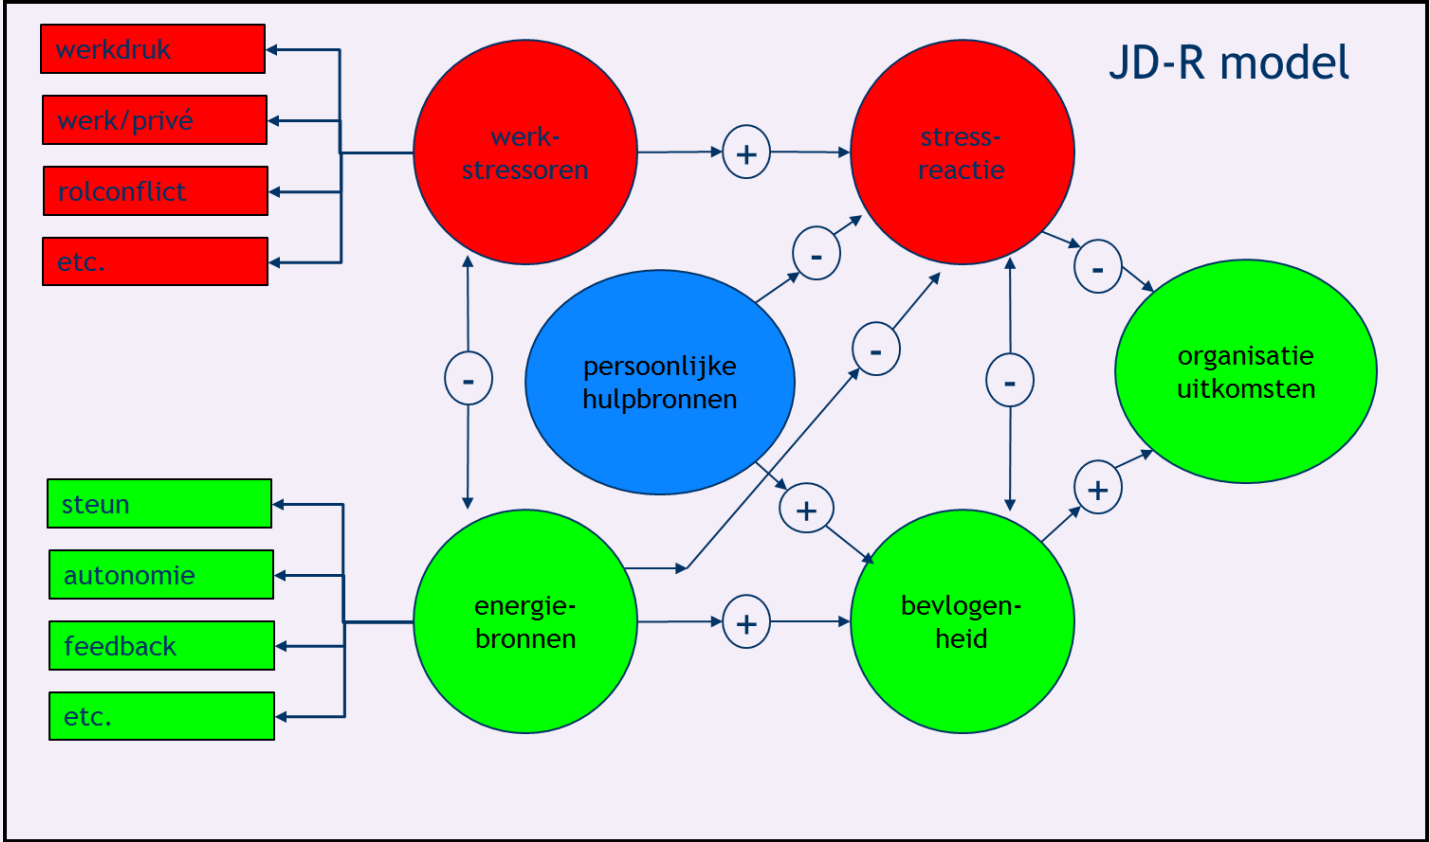 JD-R model
werkdruk
werk/privé
rolconflict
etc.
werk-
stressoren
+
stress-
reactie
-
-
-
-
-
persoonlijke
hulpbronnen
organisatie
uitkomsten
steun
autonomie
feedback
etc.
energie-
bronnen
+
+
+
bevlogen-
heid